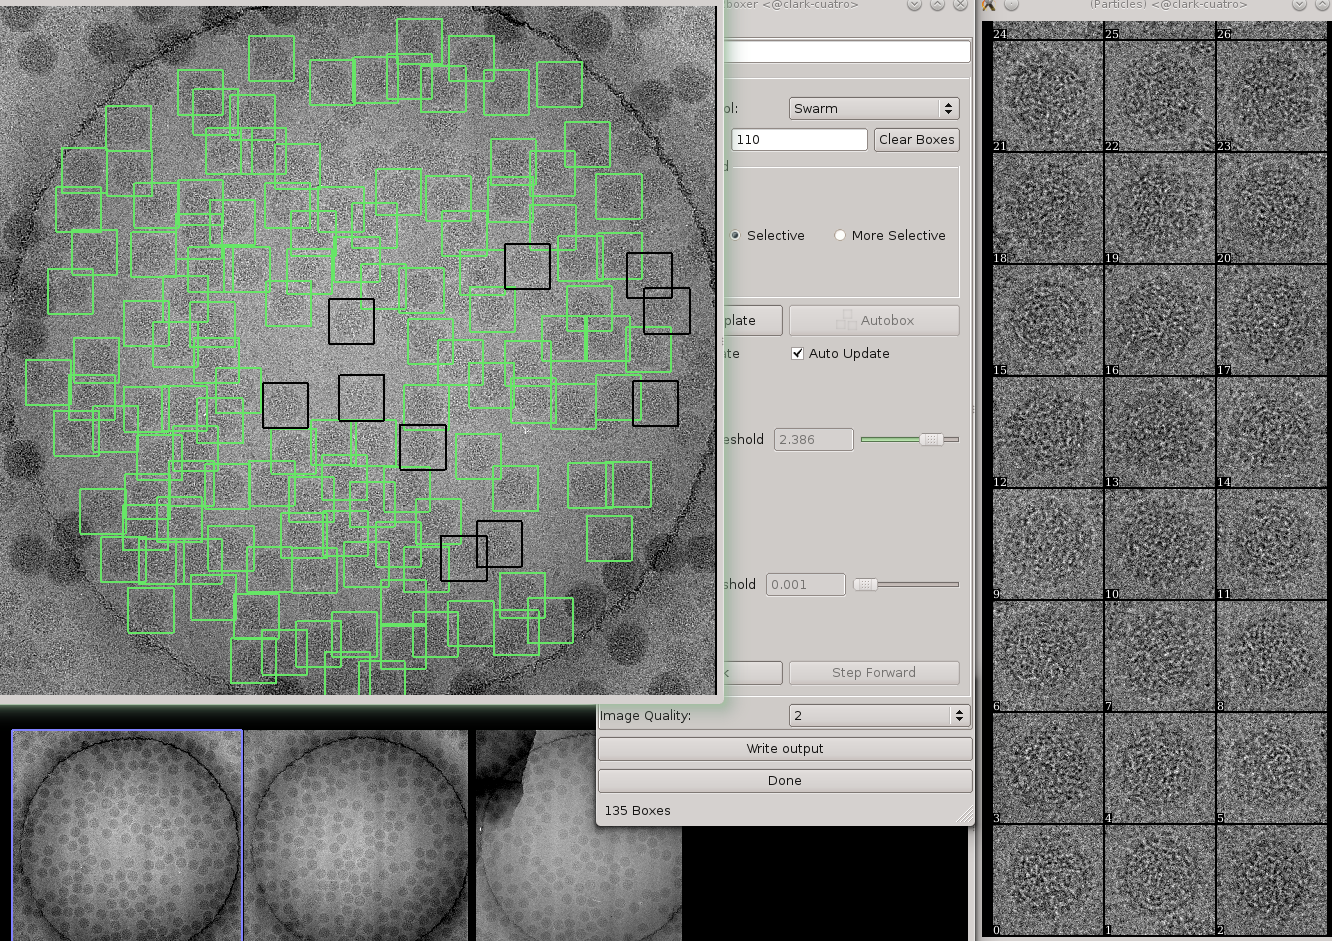 boxer <@clark-cuatro>
(Particles) <@clark-cuatro>
Swarm
110
Clear Boxes
Selective
More Selective
plate
Autobox
Auto Update
eshold
2.386
shold
0.001
Step Forward
Image Quality:
2
Write output
Done
135 Boxes
24
25
26
21
22
23
18
19
20
15
16
17
12
13
14
9
10
11
6
7
8
3
4
5
0
1
2